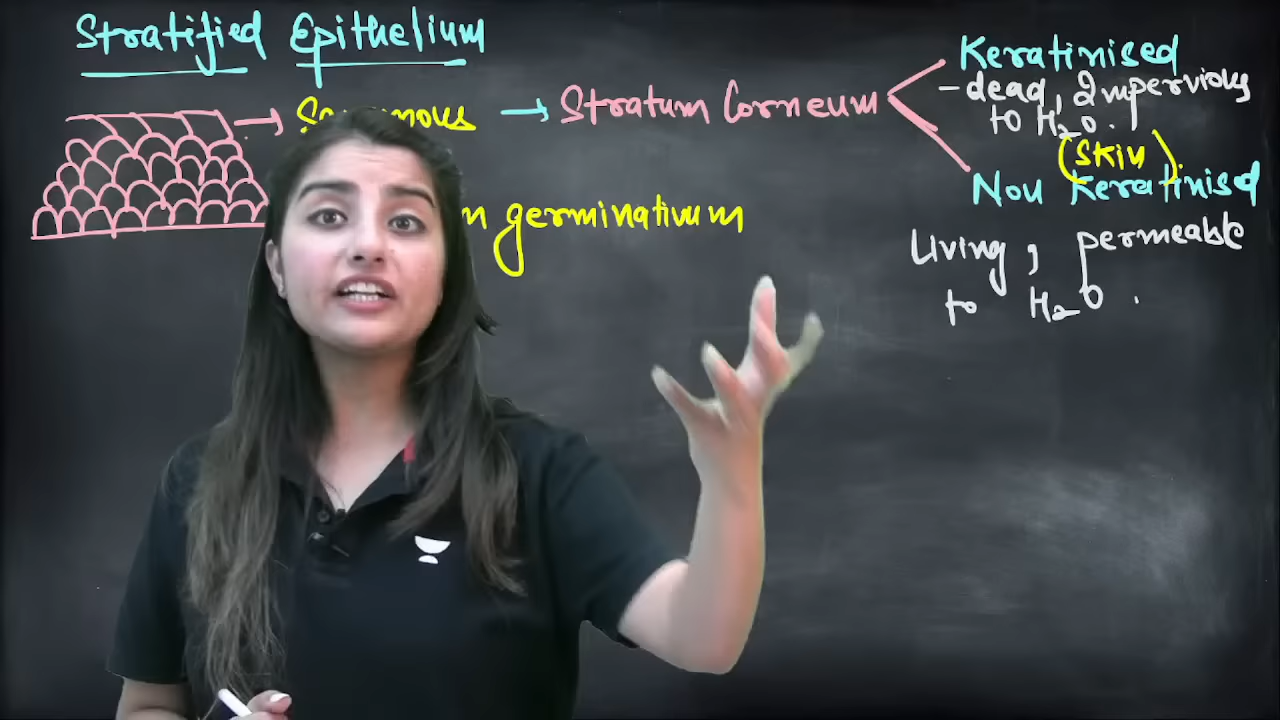 Stratified Epithelium
Stratum Corneum
Keratinised
- dead, Impervious
to H₂O.
(Skin)
Non Keratinised
germinativum
Living, permeable
to H₂O.